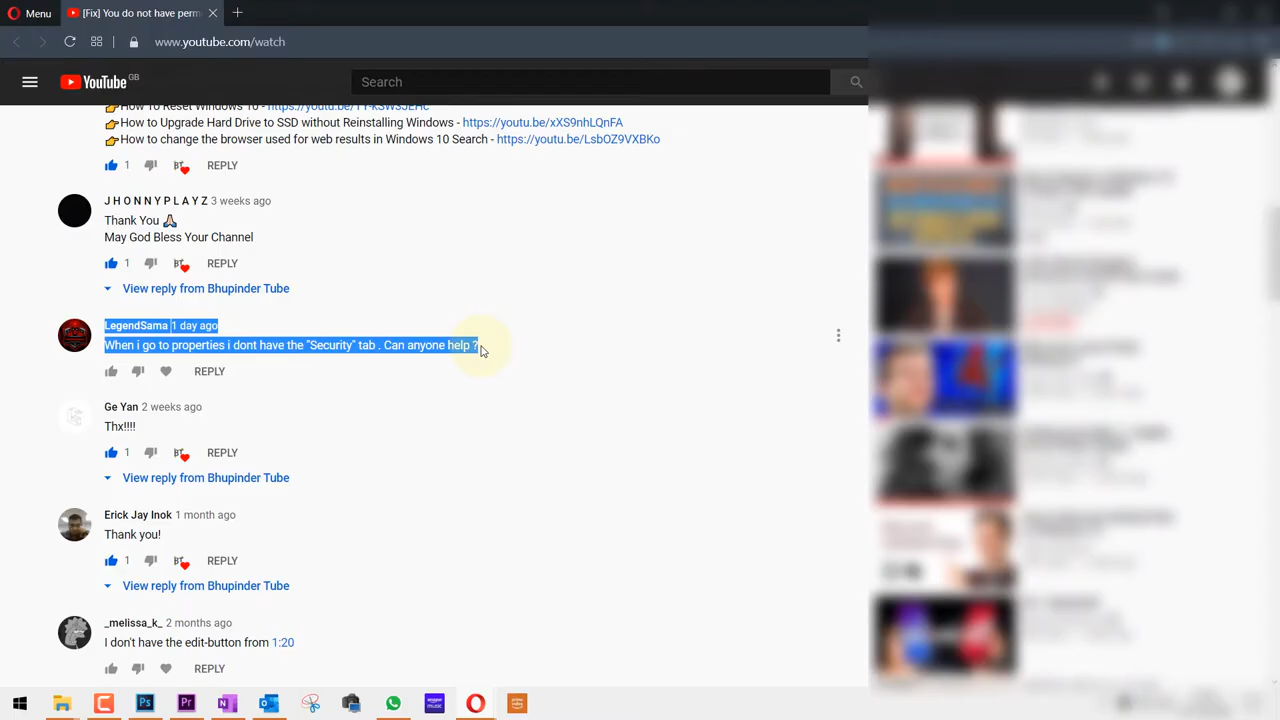 Menu
[Fix] You do not have perm
www.youtube.com/watch
YouTube GB
Search
👉How To Reset Windows 10 -
👉How to Upgrade Hard Drive to SSD without Reinstalling Windows - https://youtu.be/xXS9nhLQnFA
👉How to change the browser used for web results in Windows 10 Search - https://youtu.be/LsbOZ9VXBKo
1 REPLY
J H O N N Y P L A Y Z 3 weeks ago
Thank You 🙏🏻
May God Bless Your Channel
1 REPLY
View reply from Bhupinder Tube
LegendSama 1 day ago
When i go to properties i dont have the "Security" tab . Can anyone help ?
REPLY
Ge Yan 2 weeks ago
Thx!!!!
1 REPLY
View reply from Bhupinder Tube
Erick Jay Inok 1 month ago
Thank you!
1 REPLY
View reply from Bhupinder Tube
_melissa_k_ 2 months ago
I don't have the edit-button from 1:20
REPLY
Ps
Pr
N
amazon music
prime video